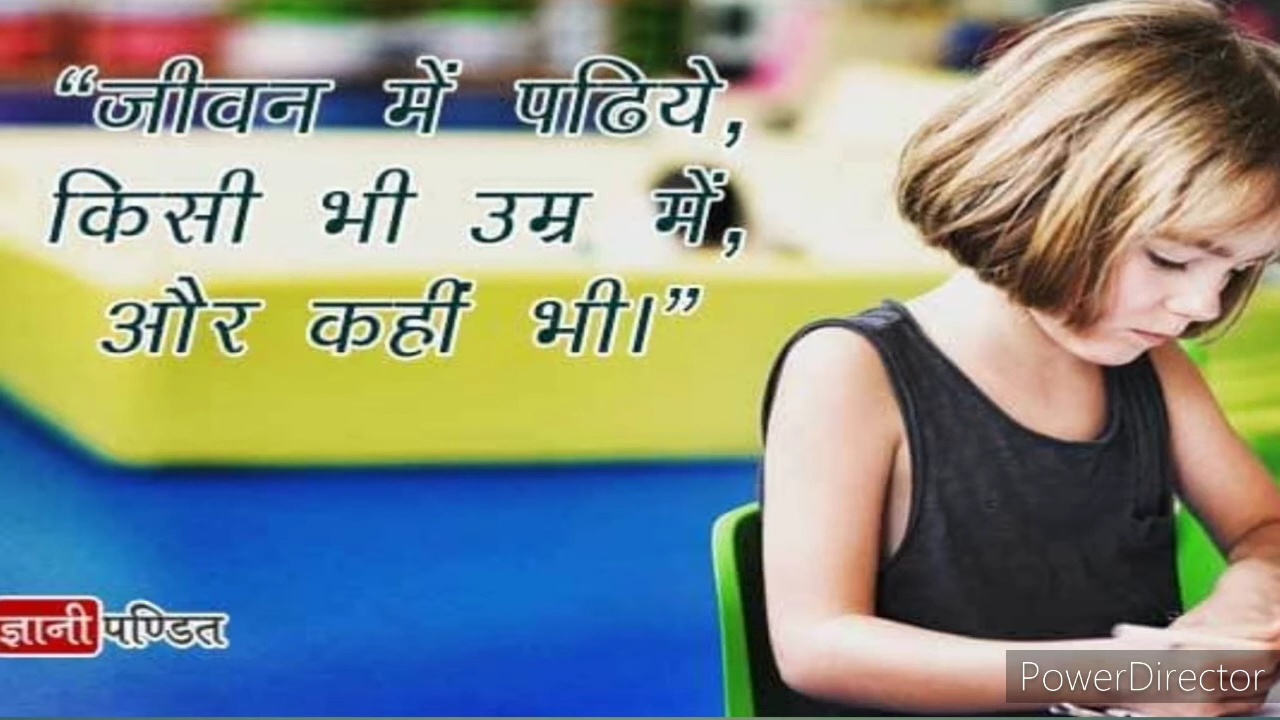 “जीवन में पढिये,
किसी भी उम्र में,
और कहीं भी।”
ज्ञानी पण्डित
PowerDirector